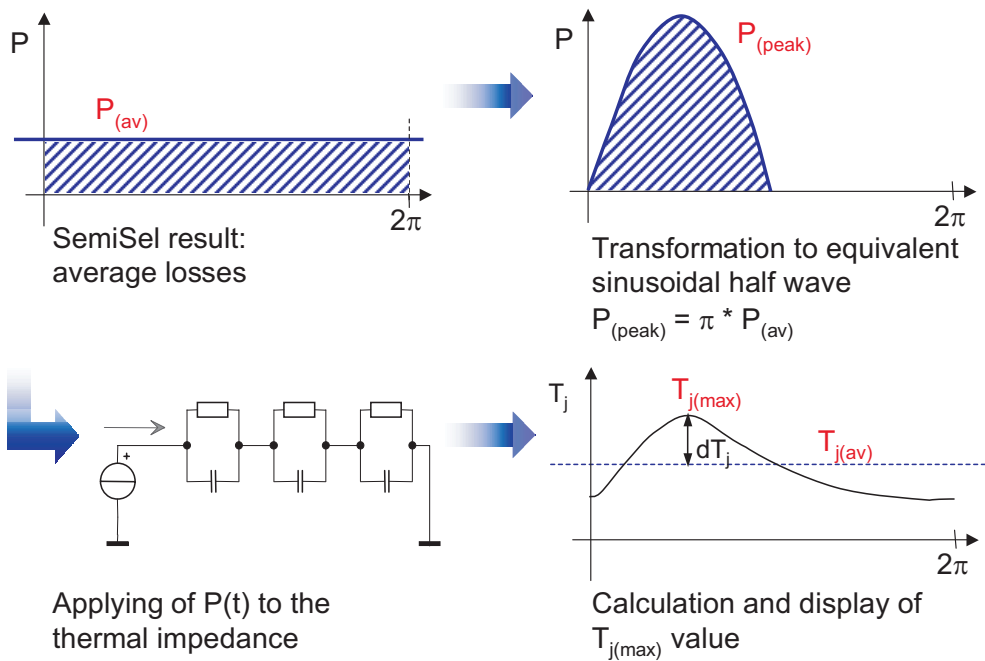 P
P(av)
2π
SemiSel result:
average losses
P
P(peak)
2π
Transformation to equivalent
sinusoidal half wave
P(peak) = π * P(av)
+
Applying of P(t) to the
thermal impedance
Tj
Tj(max)
Tj(av)
dTj
2π
Calculation and display of
Tj(max) value